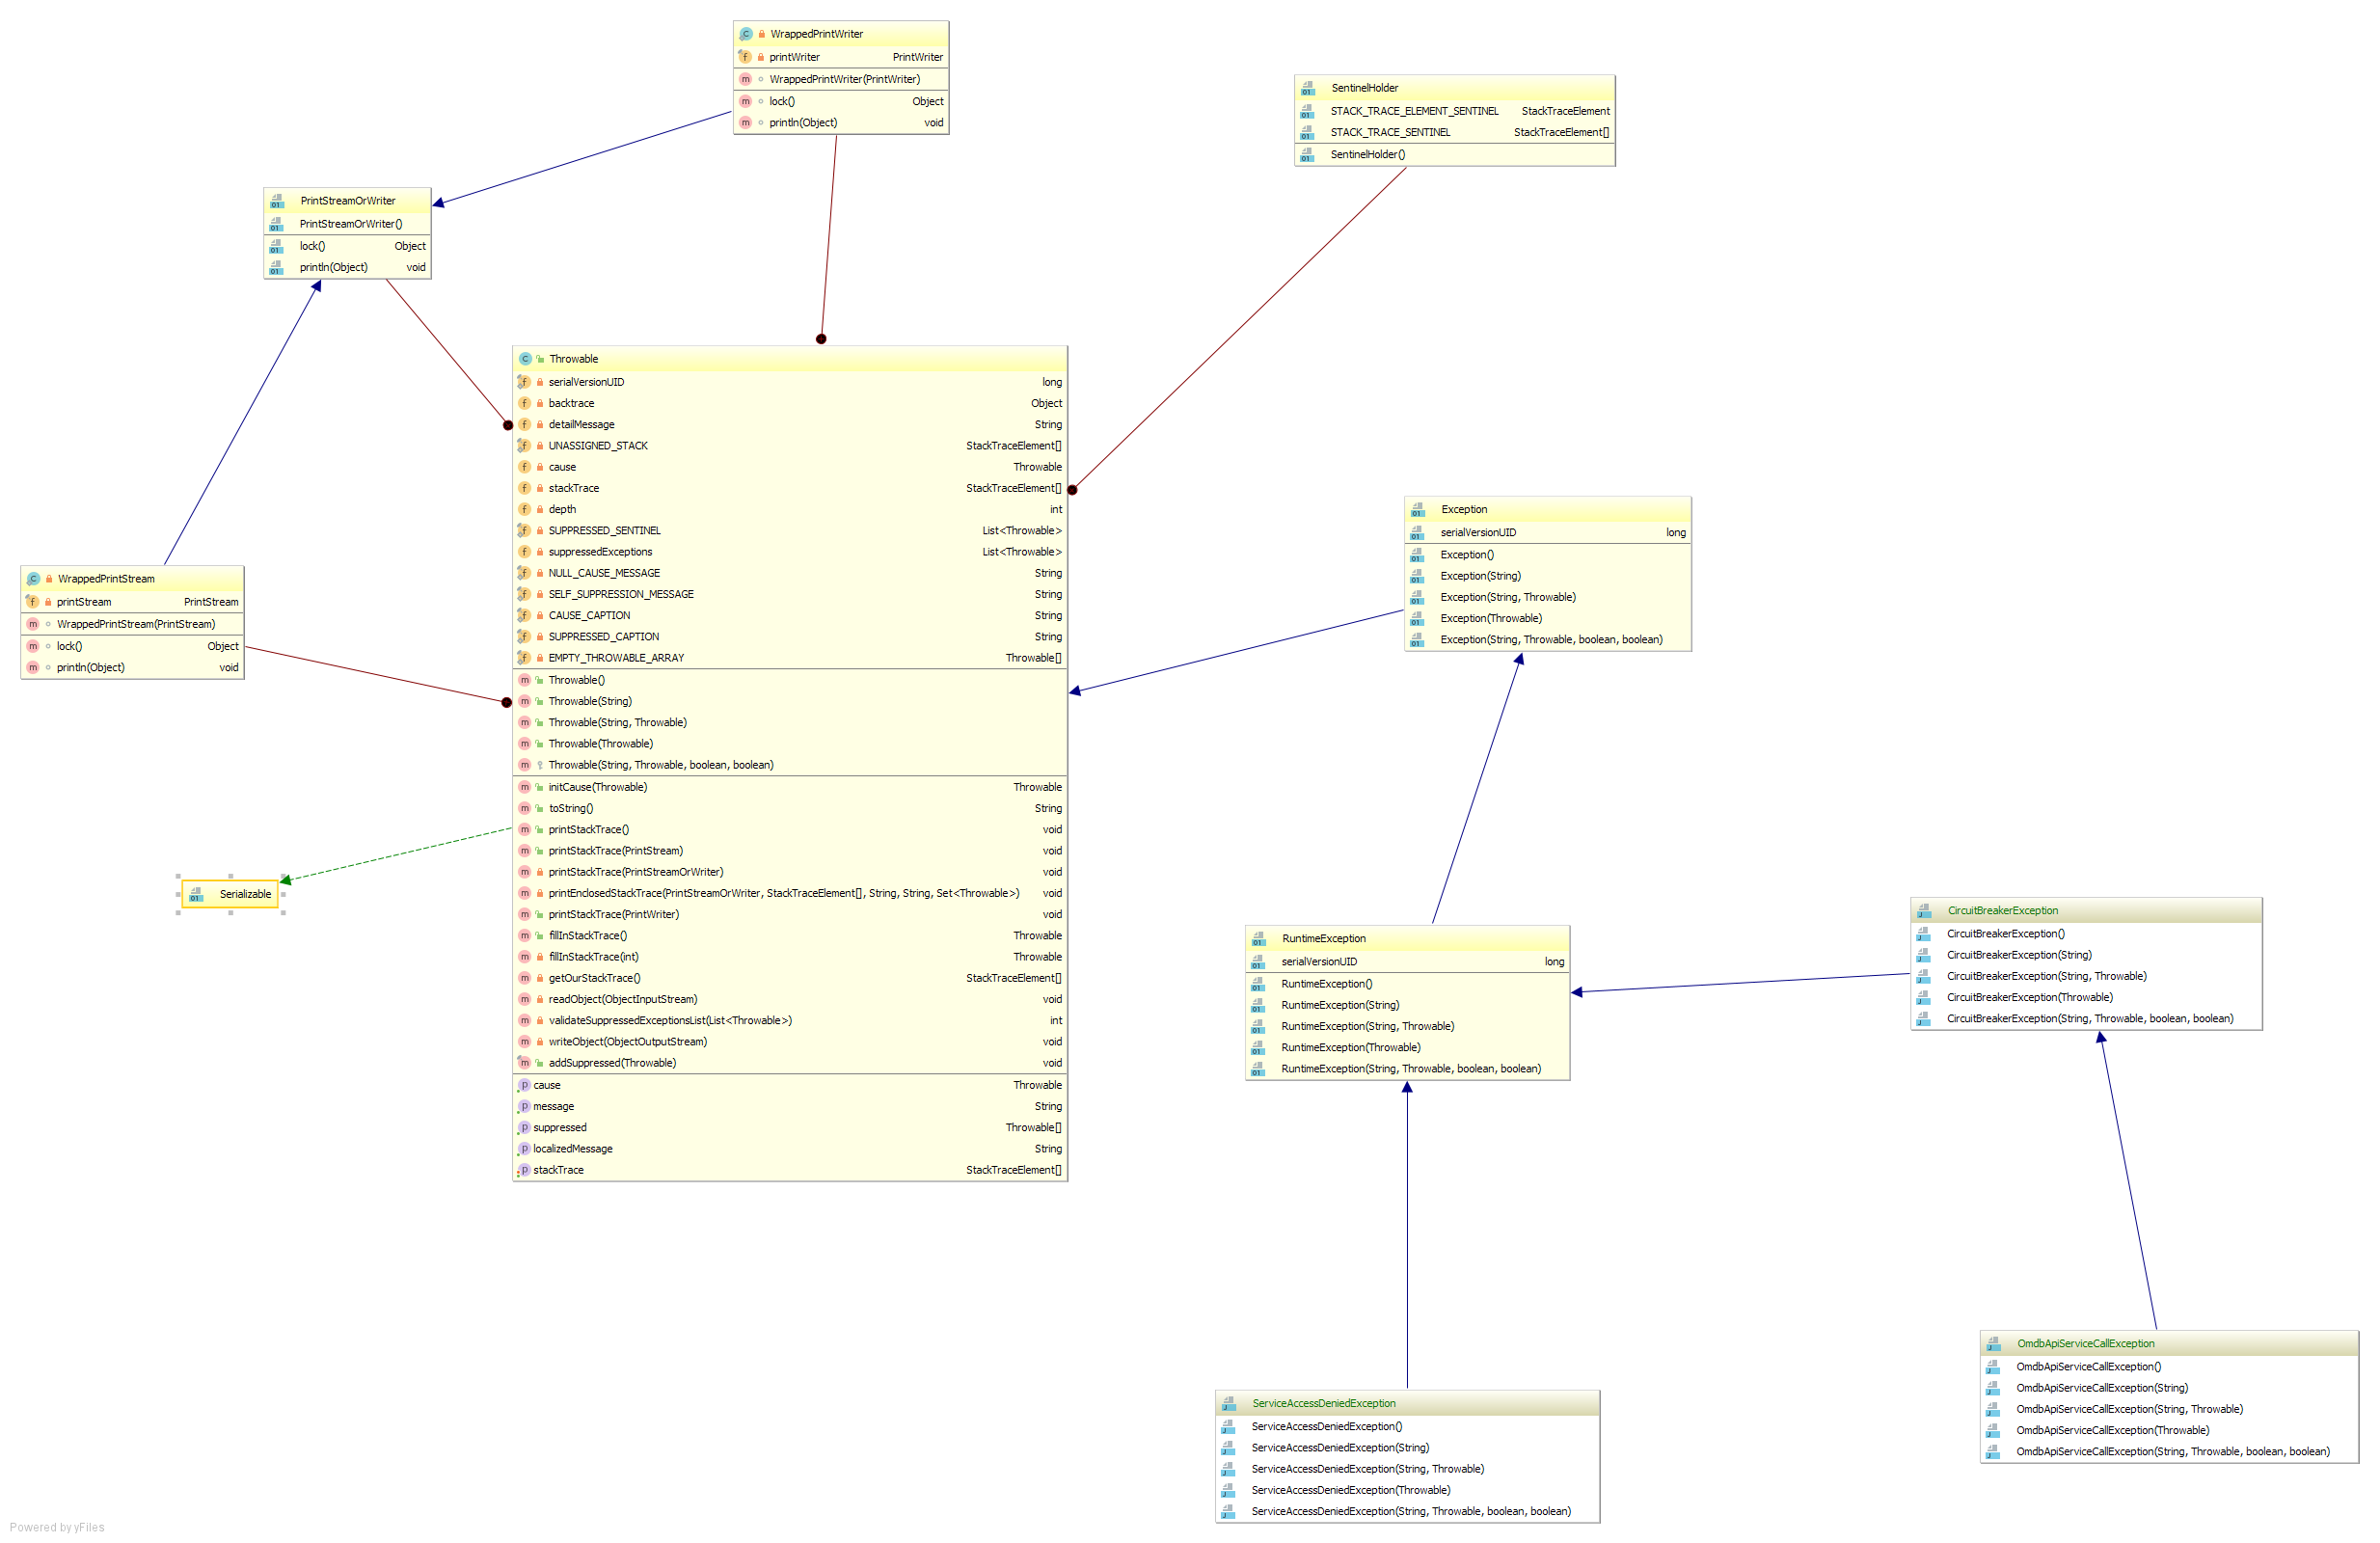 WrappedPrintWriter
printWriter PrintWriter
WrappedPrintWriter(PrintWriter)
lock() Object
println(Object) void
SentinelHolder
STACK_TRACE_ELEMENT_SENTINEL StackTraceElement
STACK_TRACE_SENTINEL StackTraceElement[]
SentinelHolder()
PrintStreamOrWriter
PrintStreamOrWriter()
lock() Object
println(Object) void
Throwable
serialVersionUID long
backtrace Object
detailMessage String
UNASSIGNED_STACK StackTraceElement[]
cause Throwable
stackTrace StackTraceElement[]
depth int
SUPPRESSED_SENTINEL List<Throwable>
suppressedExceptions List<Throwable>
NULL_CAUSE_MESSAGE String
SELF_SUPPRESSION_MESSAGE String
CAUSE_CAPTION String
SUPPRESSED_CAPTION String
EMPTY_THROWABLE_ARRAY Throwable[]
Throwable()
Throwable(String)
Throwable(String, Throwable)
Throwable(Throwable)
Throwable(String, Throwable, boolean, boolean)
initCause(Throwable) Throwable
toString() String
printStackTrace() void
printStackTrace(PrintStream) void
printStackTrace(PrintStreamOrWriter) void
printEnclosedStackTrace(PrintStreamOrWriter, StackTraceElement[], String, String, Set<Throwable>) void
printStackTrace(PrintWriter) void
fillInStackTrace() Throwable
fillInStackTrace(int) Throwable
getOurStackTrace() StackTraceElement[]
readObject(ObjectInputStream) void
validateSuppressedExceptionsList(List<Throwable>) int
writeObject(ObjectOutputStream) void
addSuppressed(Throwable) void
cause Throwable
message String
suppressed Throwable[]
localizedMessage String
stackTrace StackTraceElement[]
Exception
serialVersionUID long
Exception()
Exception(String)
Exception(String, Throwable)
Exception(Throwable)
Exception(String, Throwable, boolean, boolean)
WrappedPrintStream
printStream PrintStream
WrappedPrintStream(PrintStream)
lock() Object
println(Object) void
Serializable
RuntimeException
serialVersionUID long
RuntimeException()
RuntimeException(String)
RuntimeException(String, Throwable)
RuntimeException(Throwable)
RuntimeException(String, Throwable, boolean, boolean)
CircuitBreakerException
CircuitBreakerException()
CircuitBreakerException(String)
CircuitBreakerException(String, Throwable)
CircuitBreakerException(Throwable)
CircuitBreakerException(String, Throwable, boolean, boolean)
OmdbApiServiceCallException
OmdbApiServiceCallException()
OmdbApiServiceCallException(String)
OmdbApiServiceCallException(String, Throwable)
OmdbApiServiceCallException(Throwable)
OmdbApiServiceCallException(String, Throwable, boolean, boolean)
ServiceAccessDeniedException
ServiceAccessDeniedException()
ServiceAccessDeniedException(String)
ServiceAccessDeniedException(String, Throwable)
ServiceAccessDeniedException(Throwable)
ServiceAccessDeniedException(String, Throwable, boolean, boolean)
Powered by yFiles